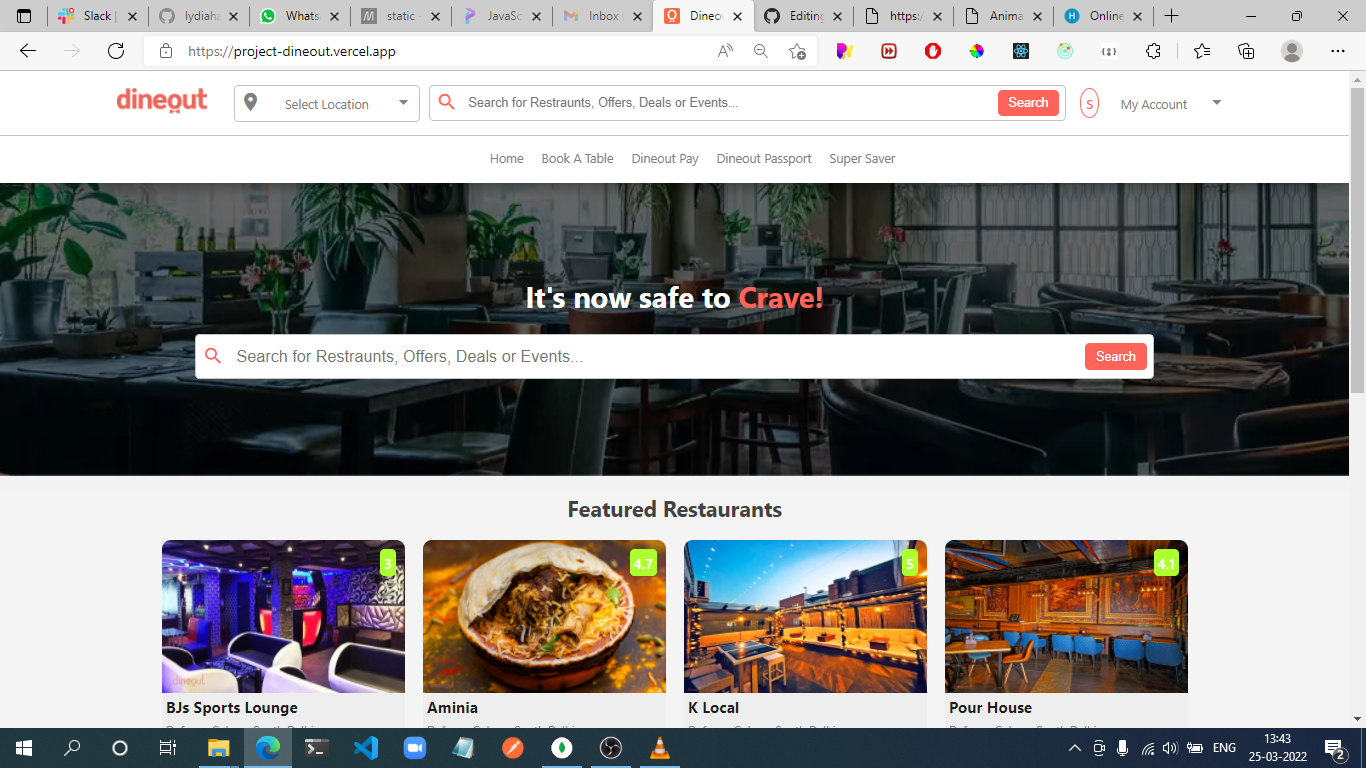 Slack |
lydiaha
Whats
static -
JavaSc
Inbox (
Dineou
Editing
https:/
Anima
Online
https://project-dineout.vercel.app
dineout
Select Location
Search for Restraunts, Offers, Deals or Events...
Search
S
My Account
Home
Book A Table
Dineout Pay
Dineout Passport
Super Saver
It's now safe to Crave!
Search for Restraunts, Offers, Deals or Events...
Search
Featured Restaurants
3
4.7
5
4.1
dineout
BJs Sports Lounge
Aminia
K Local
Pour House
ENG
13:43
25-03-2022
2